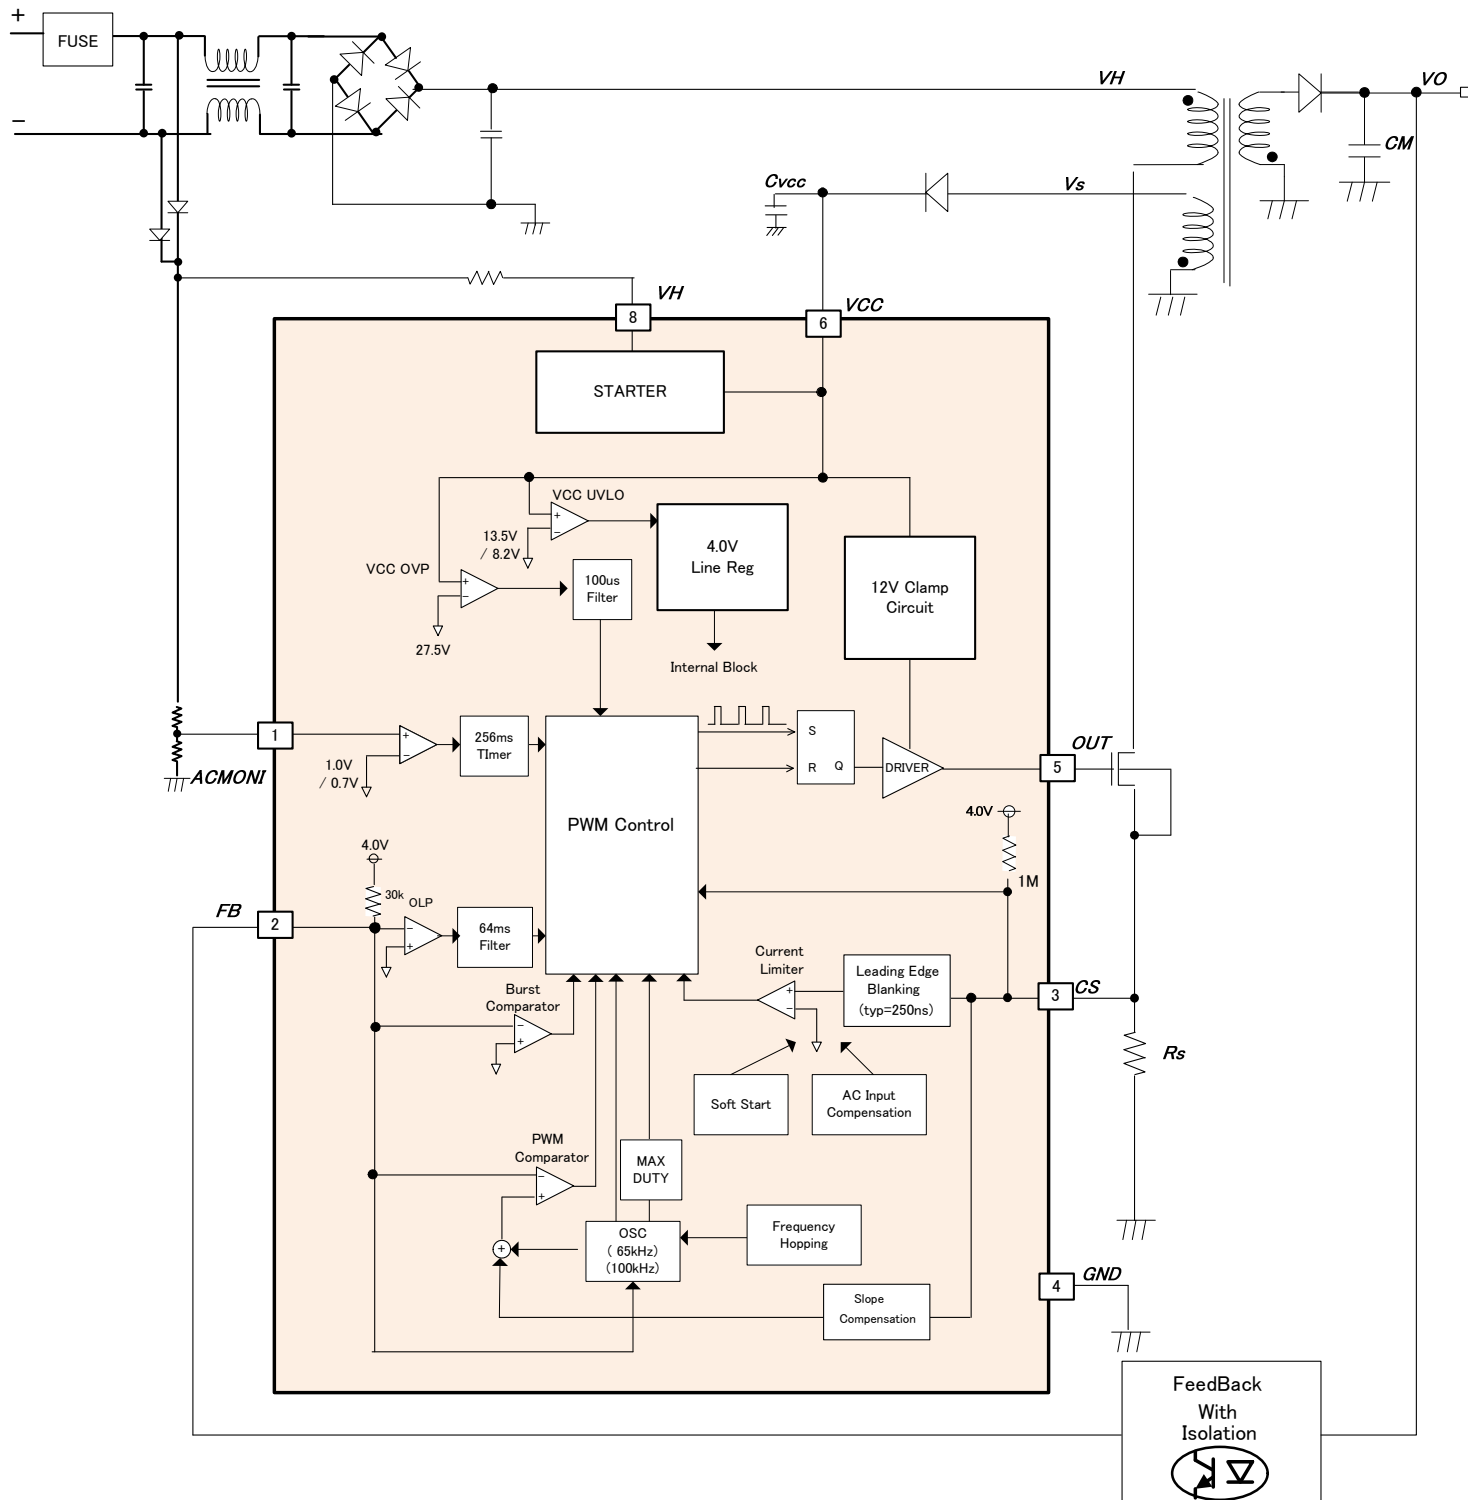 +
FUSE
−
VH
VO
CM
Cvcc
Vs
VH
VCC
8
6
STARTER
VCC UVLO
+
−
13.5V
/ 8.2V
4.0V
Line Reg
VCC OVP
+
−
27.5V
100us
Filter
12V Clamp
Circuit
Internal Block
1
ACMONI
+
−
1.0V
/ 0.7V
256ms
TImer
PWM Control
S
R
Q
DRIVER
5
OUT
4.0V
1M
4.0V
30k
OLP
FB
2
−
+
64ms
Filter
Burst
Comparator
−
+
Current
Limiter
+
−
Leading Edge
Blanking
(typ=250ns)
3
CS
Rs
Soft Start
AC Input
Compensation
PWM
Comparator
−
+
MAX
DUTY
+
OSC
( 65kHz)
(100kHz)
Frequency
Hopping
Slope
Compensation
4
GND
FeedBack
With
Isolation